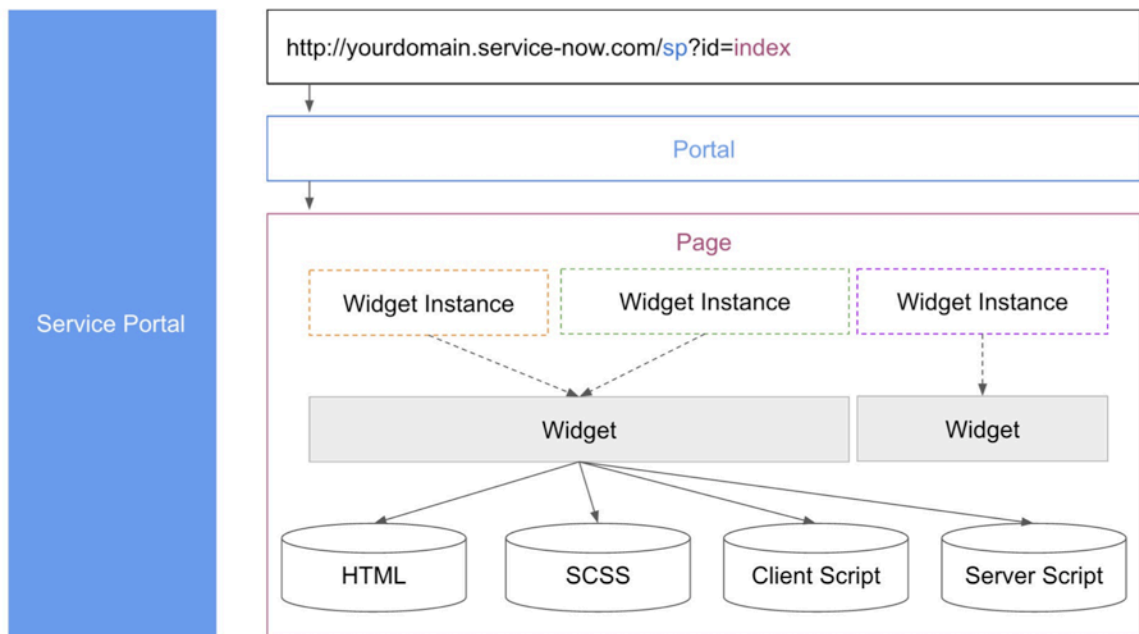 http://yourdomain.service-now.com/sp?id=index
Portal
Service Portal
Page
Widget Instance
Widget Instance
Widget Instance
Widget
Widget
HTML
SCSS
Client Script
Server Script